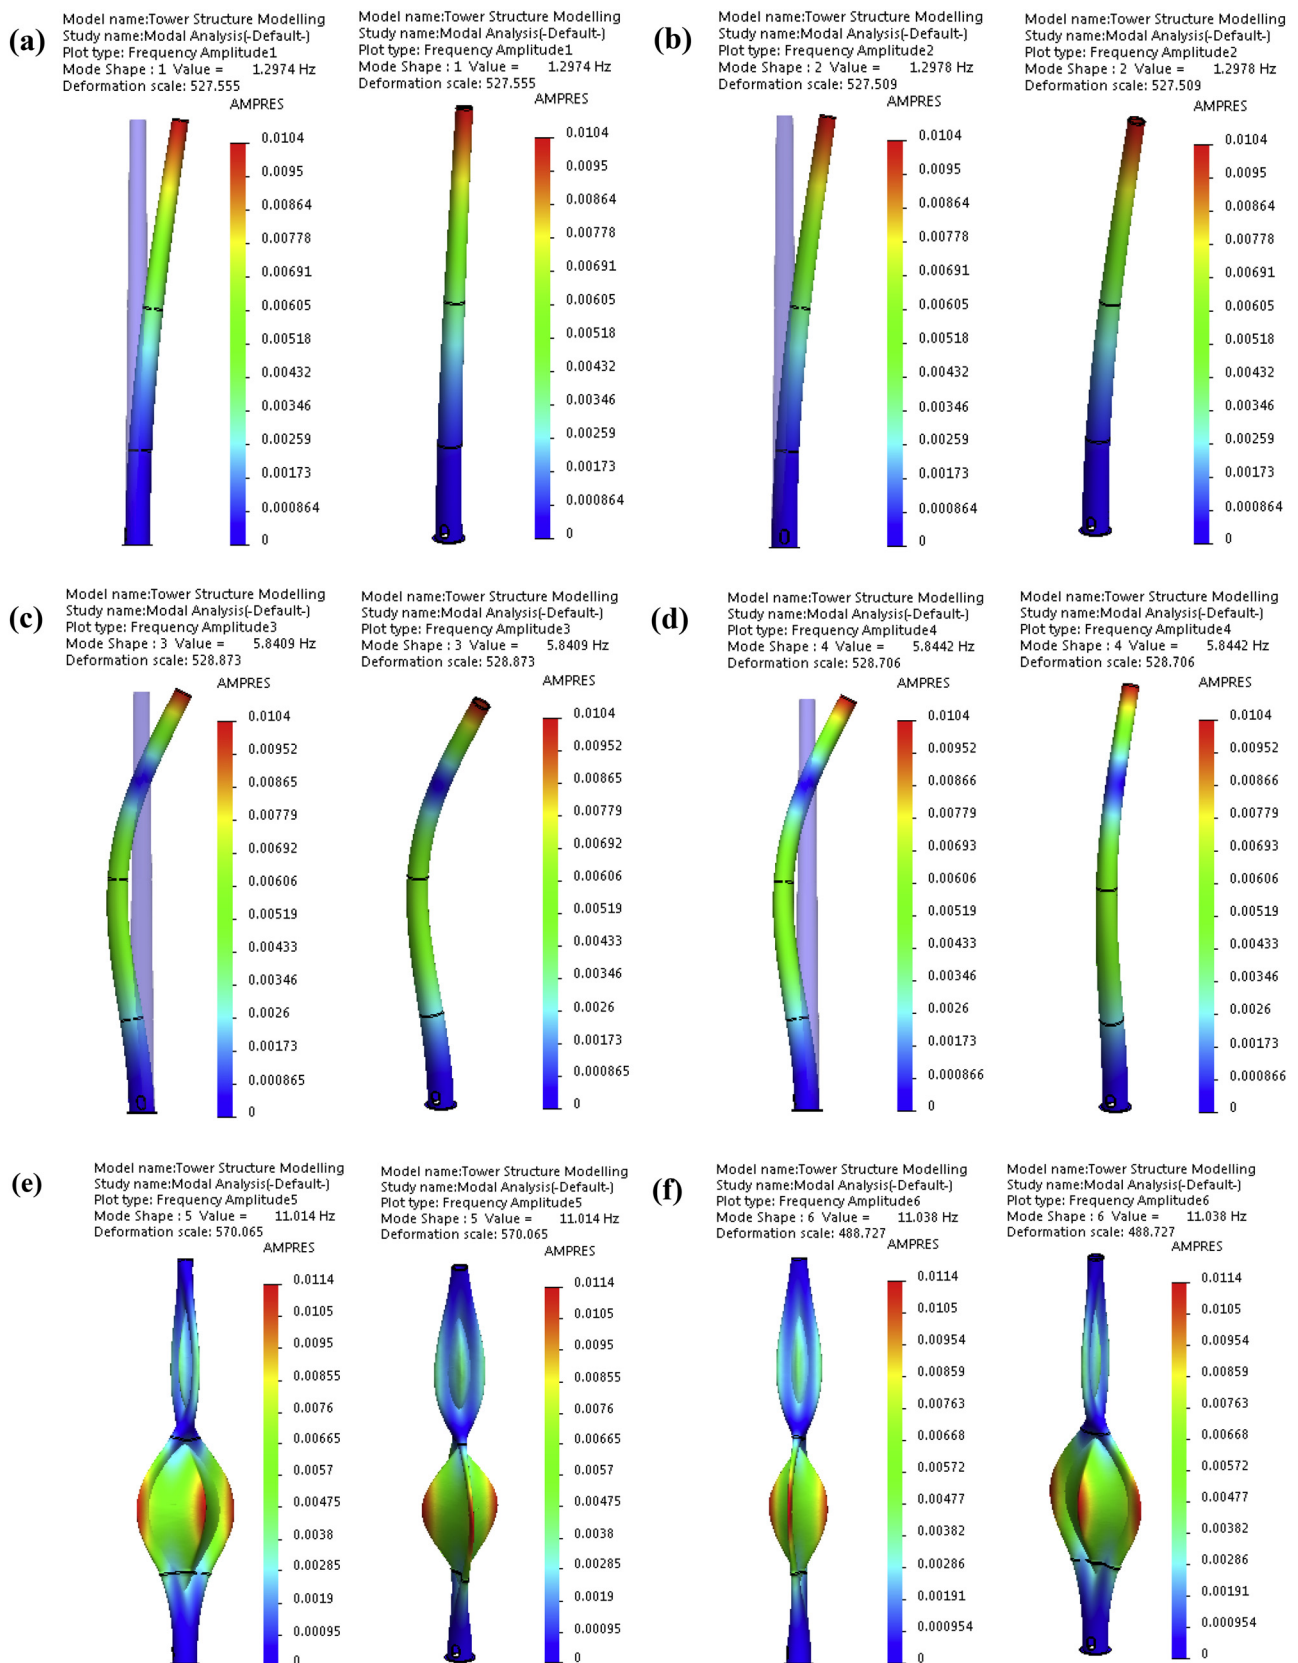 (a)
Model name:Tower Structure Modelling
Study name:Modal Analysis(-Default-)
Plot type: Frequency Amplitude1
Mode Shape : 1 Value = 1.2974 Hz
Deformation scale: 527.555
AMPRES
0.0104
0.0095
0.00864
0.00778
0.00691
0.00605
0.00518
0.00432
0.00346
0.00259
0.00173
0.000864
0
Model name:Tower Structure Modelling
Study name:Modal Analysis(-Default-)
Plot type: Frequency Amplitude1
Mode Shape : 1 Value = 1.2974 Hz
Deformation scale: 527.555
AMPRES
0.0104
0.0095
0.00864
0.00778
0.00691
0.00605
0.00518
0.00432
0.00346
0.00259
0.00173
0.000864
0
(b)
Model name:Tower Structure Modelling
Study name:Modal Analysis(-Default-)
Plot type: Frequency Amplitude2
Mode Shape : 2 Value = 1.2978 Hz
Deformation scale: 527.509
AMPRES
0.0104
0.0095
0.00864
0.00778
0.00691
0.00605
0.00518
0.00432
0.00346
0.00259
0.00173
0.000864
0
Model name:Tower Structure Modelling
Study name:Modal Analysis(-Default-)
Plot type: Frequency Amplitude2
Mode Shape : 2 Value = 1.2978 Hz
Deformation scale: 527.509
AMPRES
0.0104
0.0095
0.00864
0.00778
0.00691
0.00605
0.00518
0.00432
0.00346
0.00259
0.00173
0.000864
0
(c)
Model name:Tower Structure Modelling
Study name:Modal Analysis(-Default-)
Plot type: Frequency Amplitude3
Mode Shape : 3 Value = 5.8409 Hz
Deformation scale: 528.873
AMPRES
0.0104
0.00952
0.00865
0.00779
0.00692
0.00606
0.00519
0.00433
0.00346
0.0026
0.00173
0.000865
0
Model name:Tower Structure Modelling
Study name:Modal Analysis(-Default-)
Plot type: Frequency Amplitude3
Mode Shape : 3 Value = 5.8409 Hz
Deformation scale: 528.873
AMPRES
0.0104
0.00952
0.00865
0.00779
0.00692
0.00606
0.00519
0.00433
0.00346
0.0026
0.00173
0.000865
0
(d)
Model name:Tower Structure Modelling
Study name:Modal Analysis(-Default-)
Plot type: Frequency Amplitude4
Mode Shape : 4 Value = 5.8442 Hz
Deformation scale: 528.706
AMPRES
0.0104
0.00952
0.00866
0.00779
0.00693
0.00606
0.00519
0.00433
0.00346
0.0026
0.00173
0.000866
0
Model name:Tower Structure Modelling
Study name:Modal Analysis(-Default-)
Plot type: Frequency Amplitude4
Mode Shape : 4 Value = 5.8442 Hz
Deformation scale: 528.706
AMPRES
0.0104
0.00952
0.00866
0.00779
0.00693
0.00606
0.00519
0.00433
0.00346
0.0026
0.00173
0.000866
0
(e)
Model name:Tower Structure Modelling
Study name:Modal Analysis(-Default-)
Plot type: Frequency Amplitude5
Mode Shape : 5 Value = 11.014 Hz
Deformation scale: 570.065
AMPRES
0.0114
0.0105
0.0095
0.00855
0.0076
0.00665
0.0057
0.00475
0.0038
0.00285
0.0019
0.00095
0
Model name:Tower Structure Modelling
Study name:Modal Analysis(-Default-)
Plot type: Frequency Amplitude5
Mode Shape : 5 Value = 11.014 Hz
Deformation scale: 570.065
AMPRES
0.0114
0.0105
0.0095
0.00855
0.0076
0.00665
0.0057
0.00475
0.0038
0.00285
0.0019
0.00095
0
(f)
Model name:Tower Structure Modelling
Study name:Modal Analysis(-Default-)
Plot type: Frequency Amplitude6
Mode Shape : 6 Value = 11.038 Hz
Deformation scale: 488.727
AMPRES
0.0114
0.0105
0.00954
0.00859
0.00763
0.00668
0.00572
0.00477
0.00382
0.00286
0.00191
0.000954
0
Model name:Tower Structure Modelling
Study name:Modal Analysis(-Default-)
Plot type: Frequency Amplitude6
Mode Shape : 6 Value = 11.038 Hz
Deformation scale: 488.727
AMPRES
0.0114
0.0105
0.00954
0.00859
0.00763
0.00668
0.00572
0.00477
0.00382
0.00286
0.00191
0.000954
0